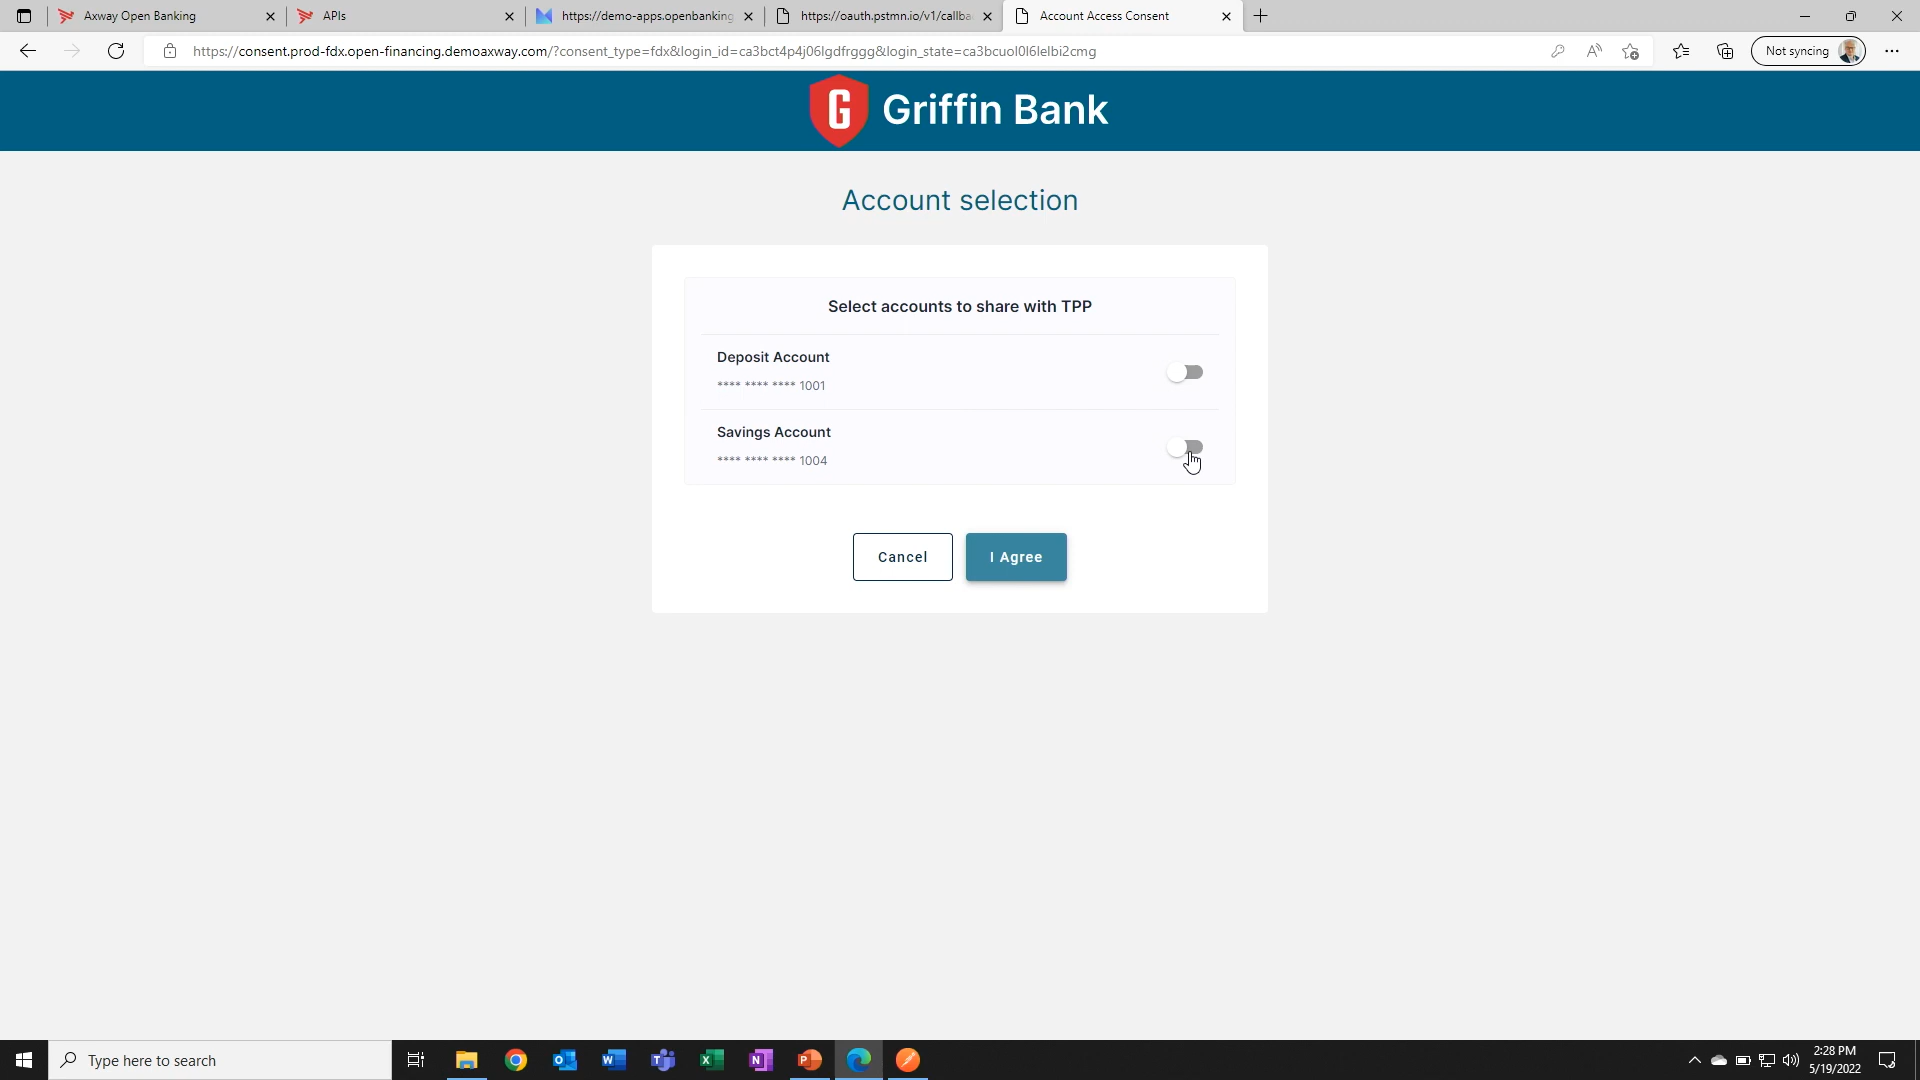 Axway Open Banking
APIs
https://demo-apps.openbanking
https://oauth.pstmn.io/v1/callba
Account Access Consent
https://consent.prod-fdx.open-financing.demoaxway.com/?consent_type=fdx&login_id=ca3bct4p4j06lgdfrggg&login_state=ca3bcuol0l6lelbi2cmg
Not syncing
G Griffin Bank
Account selection
Select accounts to share with TPP
Deposit Account
**** **** **** 1001
Savings Account
**** **** **** 1004
Cancel
I Agree
Type here to search
2:28 PM
5/19/2022